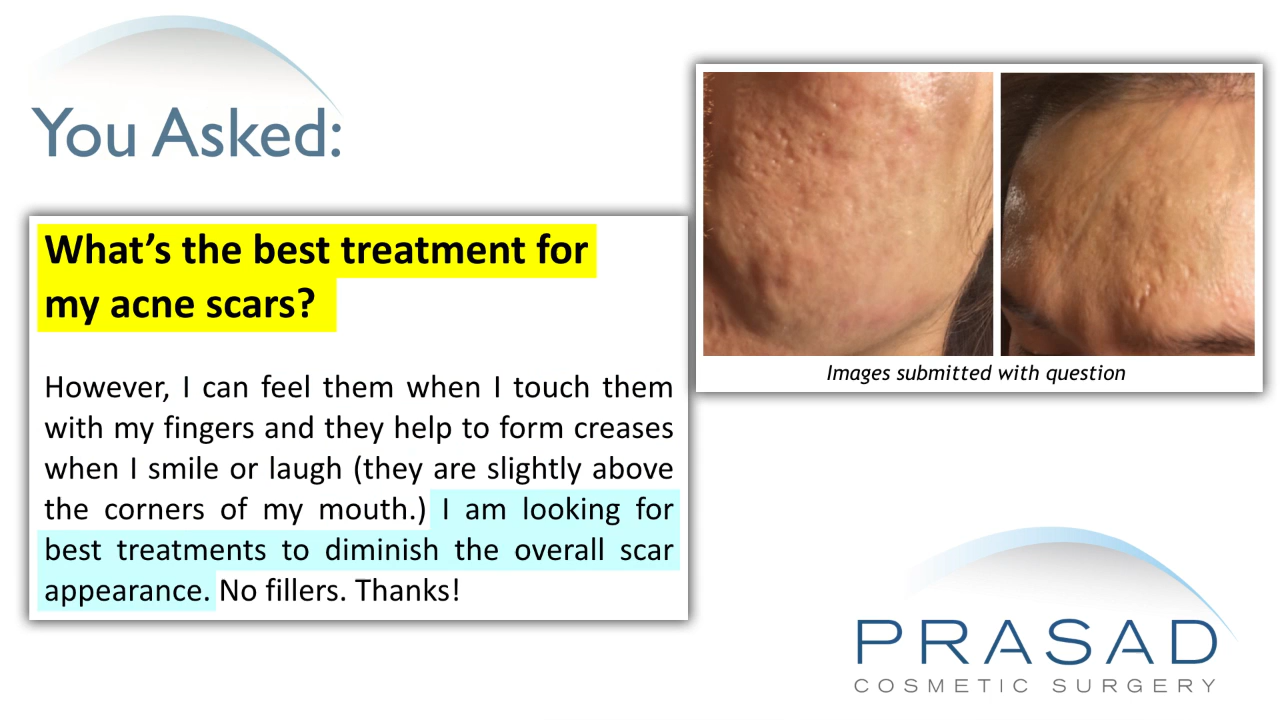 You Asked:
What’s the best treatment for
my acne scars?
However, I can feel them when I touch them
with my fingers and they help to form creases
when I smile or laugh (they are slightly above
the corners of my mouth.) I am looking for
best treatments to diminish the overall scar
appearance. No fillers. Thanks!
Images submitted with question
PRASAD
COSMETIC SURGERY